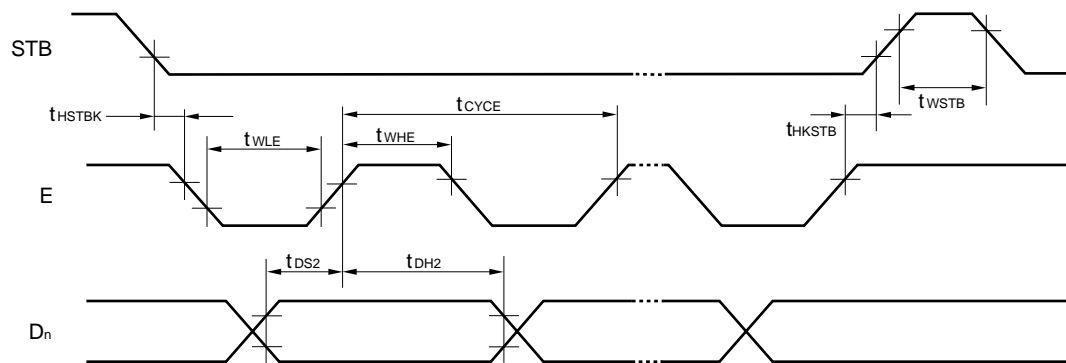 STB
tHSTBK
tCYCE
tWSTB
tHKSTB
tWLE
tWHE
E
tDS2
tDH2
Dn